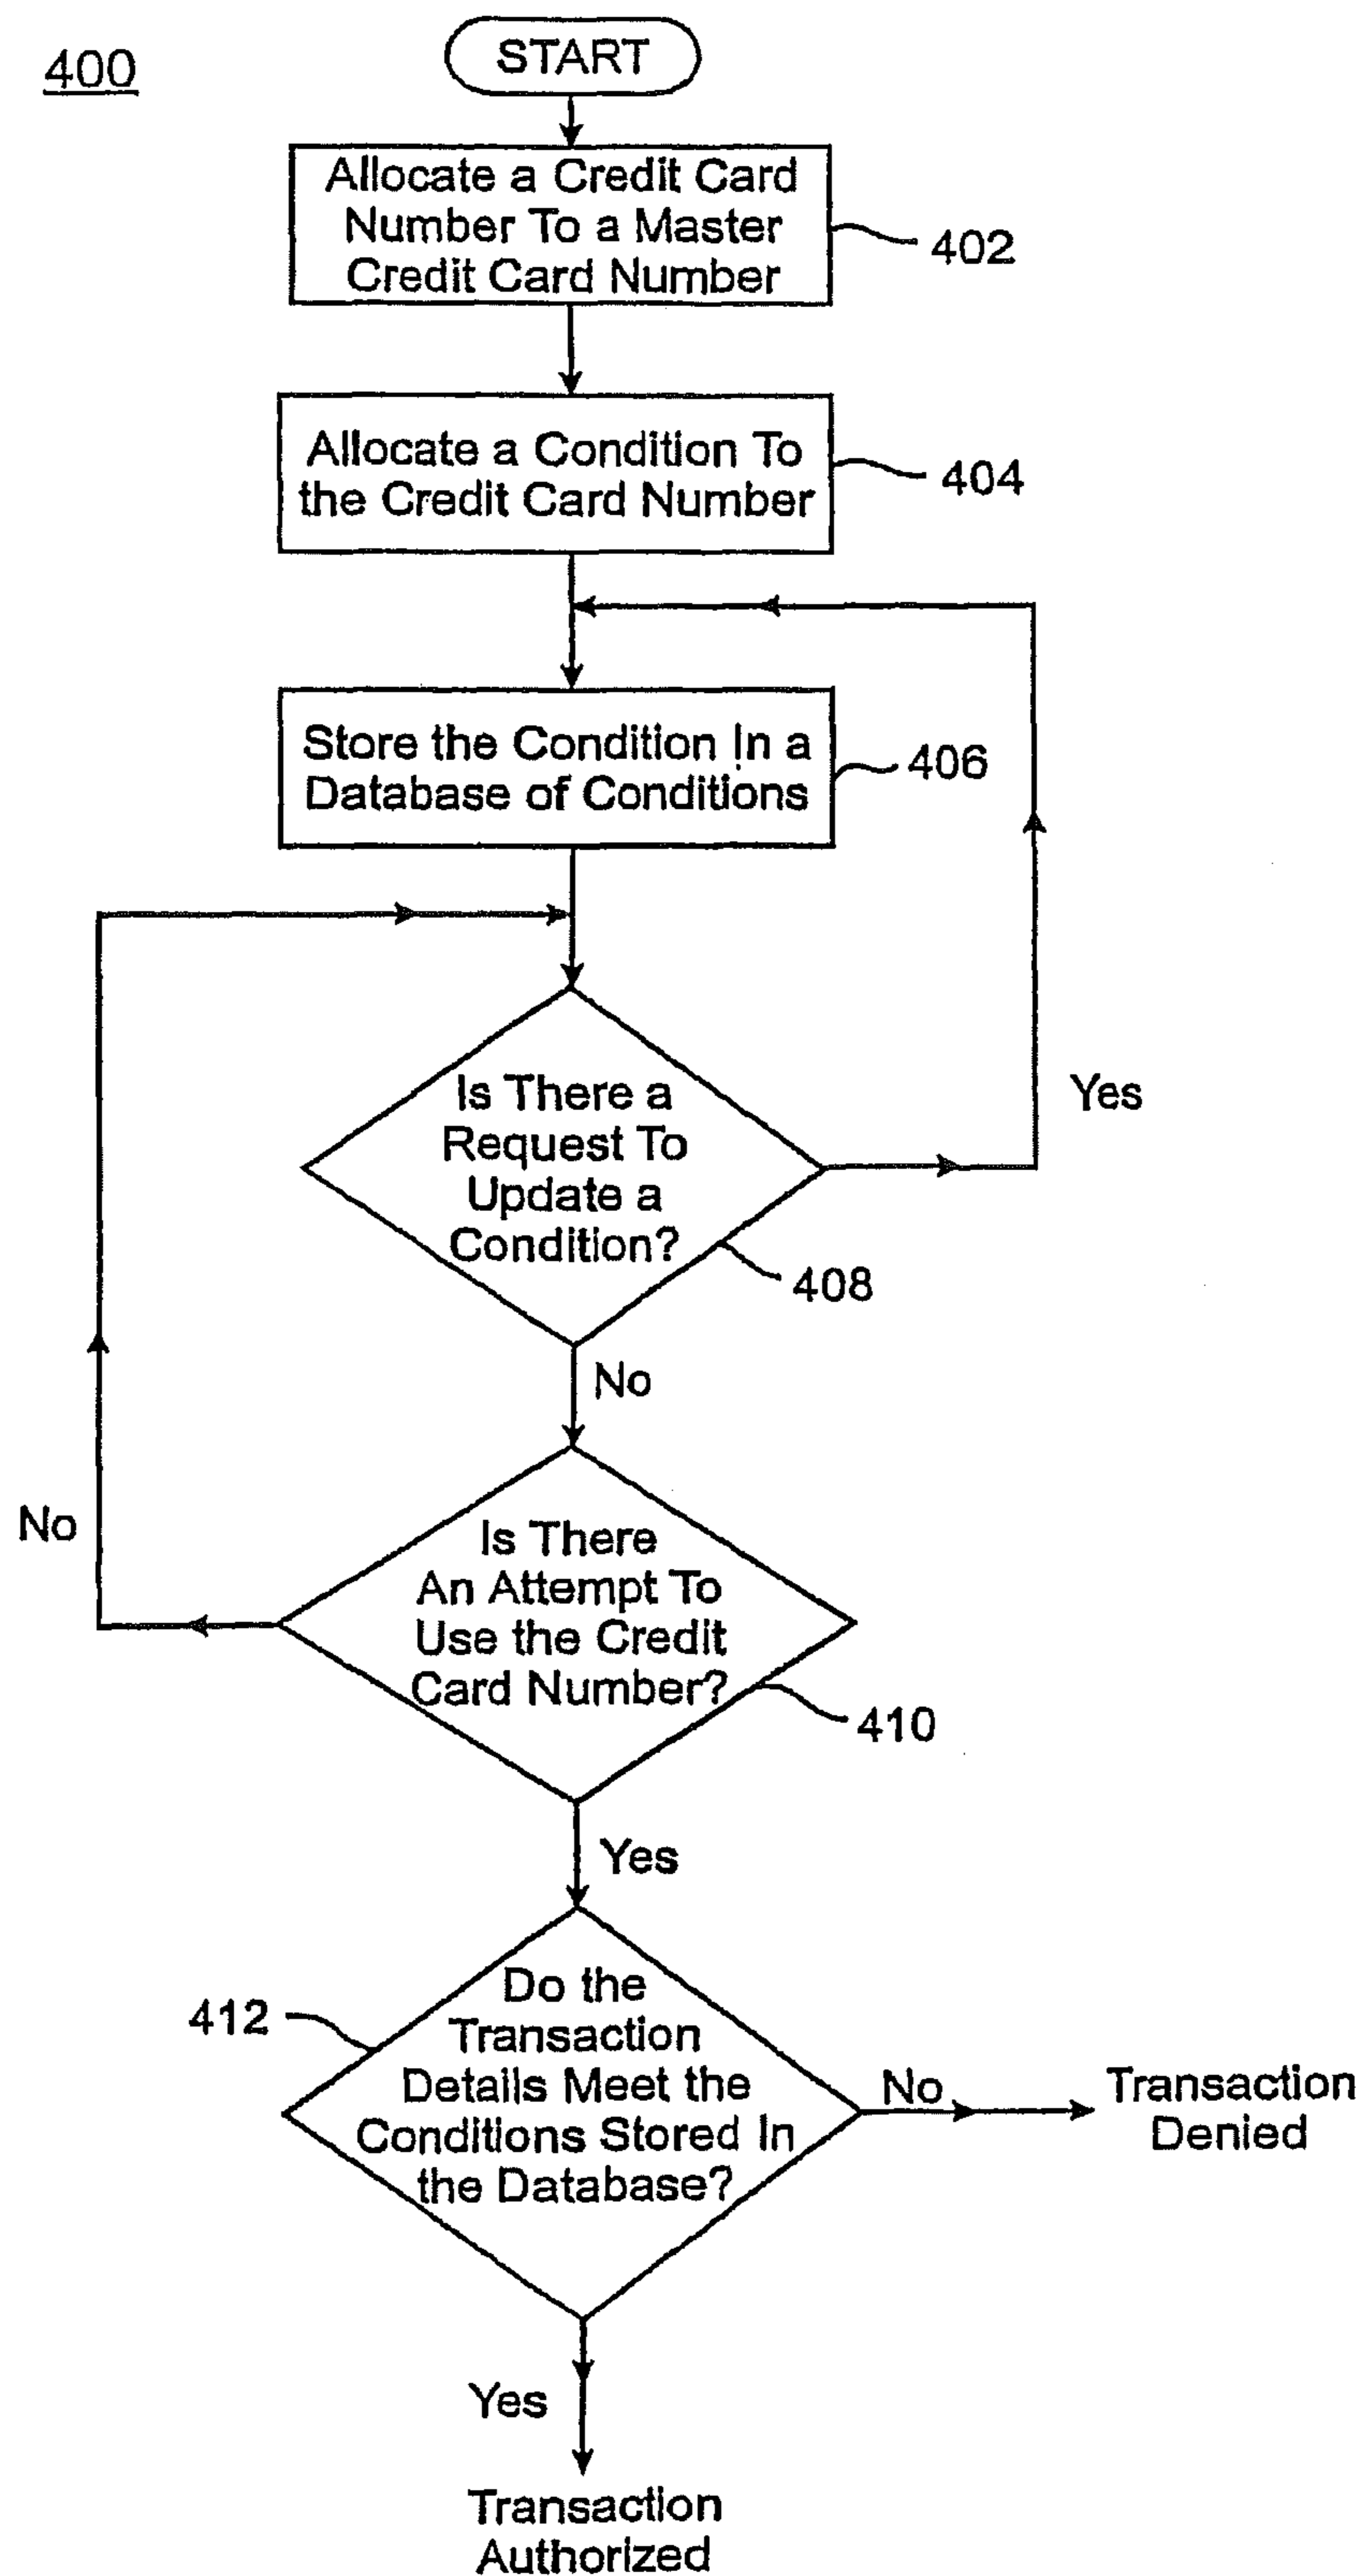 400
START
Allocate a Credit Card
Number To a Master
Credit Card Number
402
Allocate a Condition To
the Credit Card Number
404
Store the Condition In a
Database of Conditions
406
Is There a
Request To
Update a
Condition?
Yes
408
No
Is There
An Attempt To
Use the Credit
Card Number?
No
410
Yes
412
Do the
Transaction
Details Meet the
Conditions Stored In
the Database?
No
Transaction
Denied
Yes
Transaction
Authorized